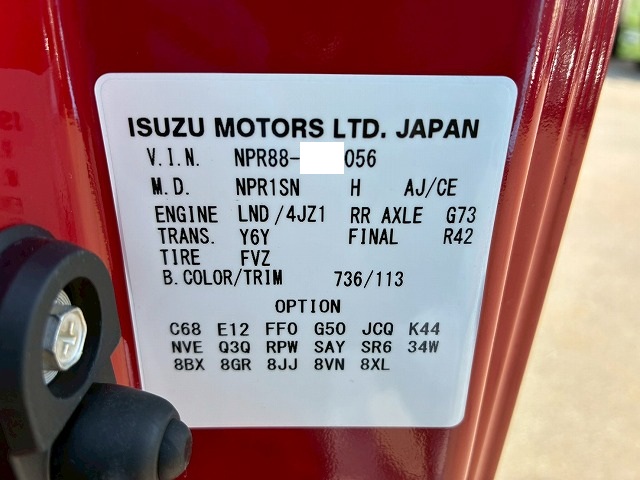 ISUZU MOTORS LTD. JAPAN
V.I.N. NPR88- 056
M.D. NPR1SN H AJ/CE
ENGINE LND/4JZ1 RR AXLE G73
TRANS. Y6Y FINAL R42
TIRE FVZ
B.COLOR/TRIM 736/113
OPTION
C68 E12 FFO G50 JCQ K44
NVE Q3Q RPW SAY SR6 34W
8BX 8GR 8JJ 8VN 8XL